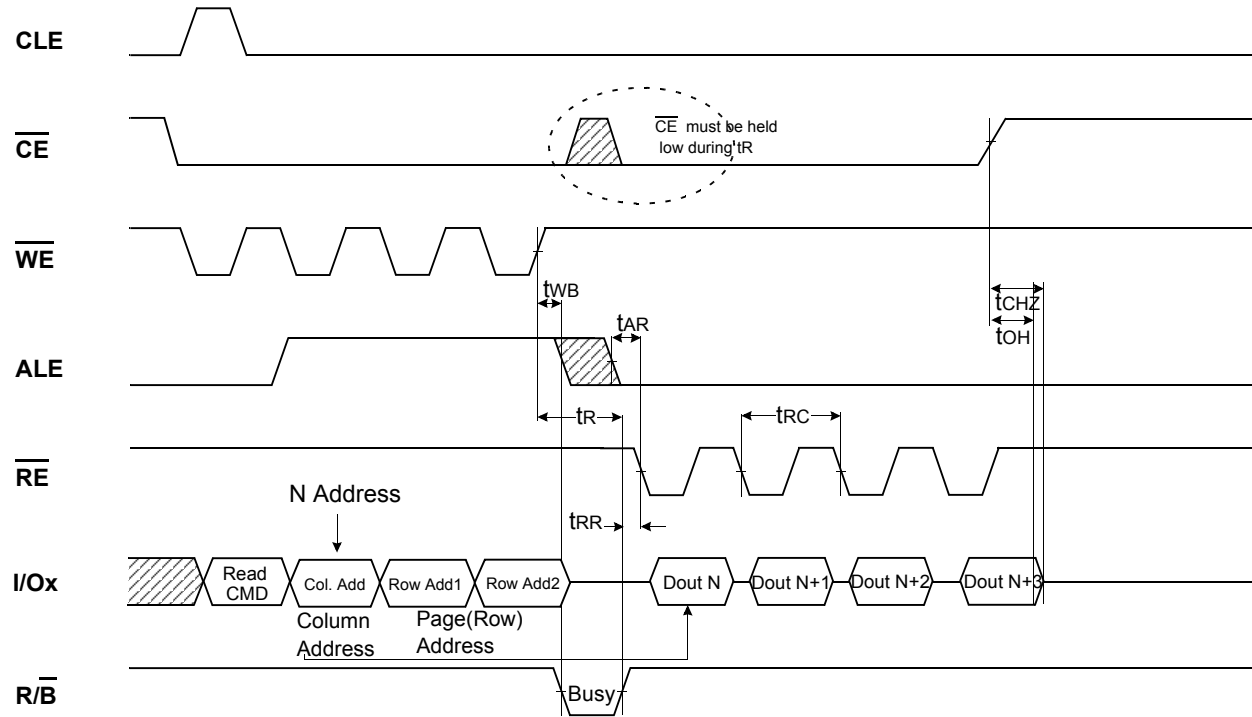 CLE
CE
CE must be held
low during tR
WE
tWB
tCHZ
tAR
tOH
ALE
tR
tRC
RE
N Address
tRR
I/Ox
Read
CMD
Col. Add
Row Add1
Row Add2
Dout N
Dout N+1
Dout N+2
Dout N+3
Column
Address
Page(Row)
Address
R/B
Busy